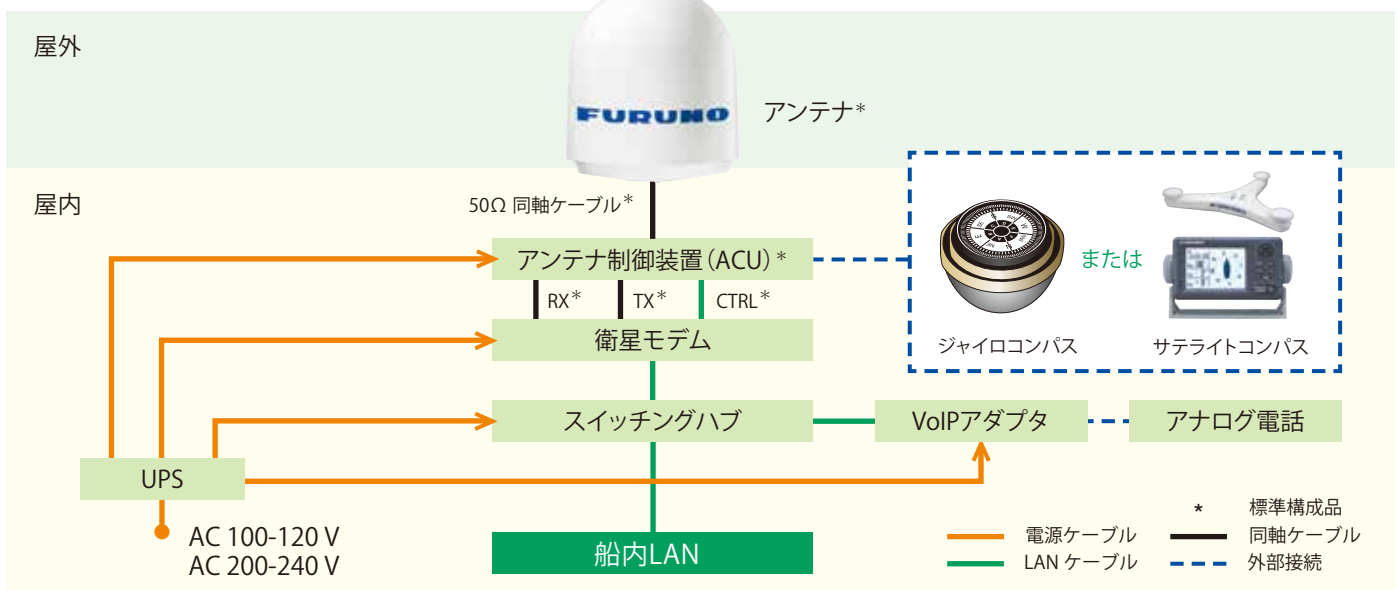 屋外
FURUNO
アンテナ*
屋内
50Ω 同軸ケーブル*
アンテナ制御装置(ACU)*
RX*
TX*
CTRL*
衛星モデム
または
ジャイロコンパス
サテライトコンパス
スイッチングハブ
VoIPアダプタ
アナログ電話
UPS
AC 100-120 V
AC 200-240 V
船内LAN
* 標準構成品
電源ケーブル
同軸ケーブル
LAN ケーブル
外部接続